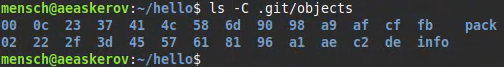 mensch@aeaskerov:~/hello$ ls -C .git/objects
00 0c 23 37 41 4c 58 6d 90 98 a9 af cf fb pack
02 22 2f 3d 45 57 61 81 96 a1 ae c2 de info
mensch@aeaskerov:~/hello$